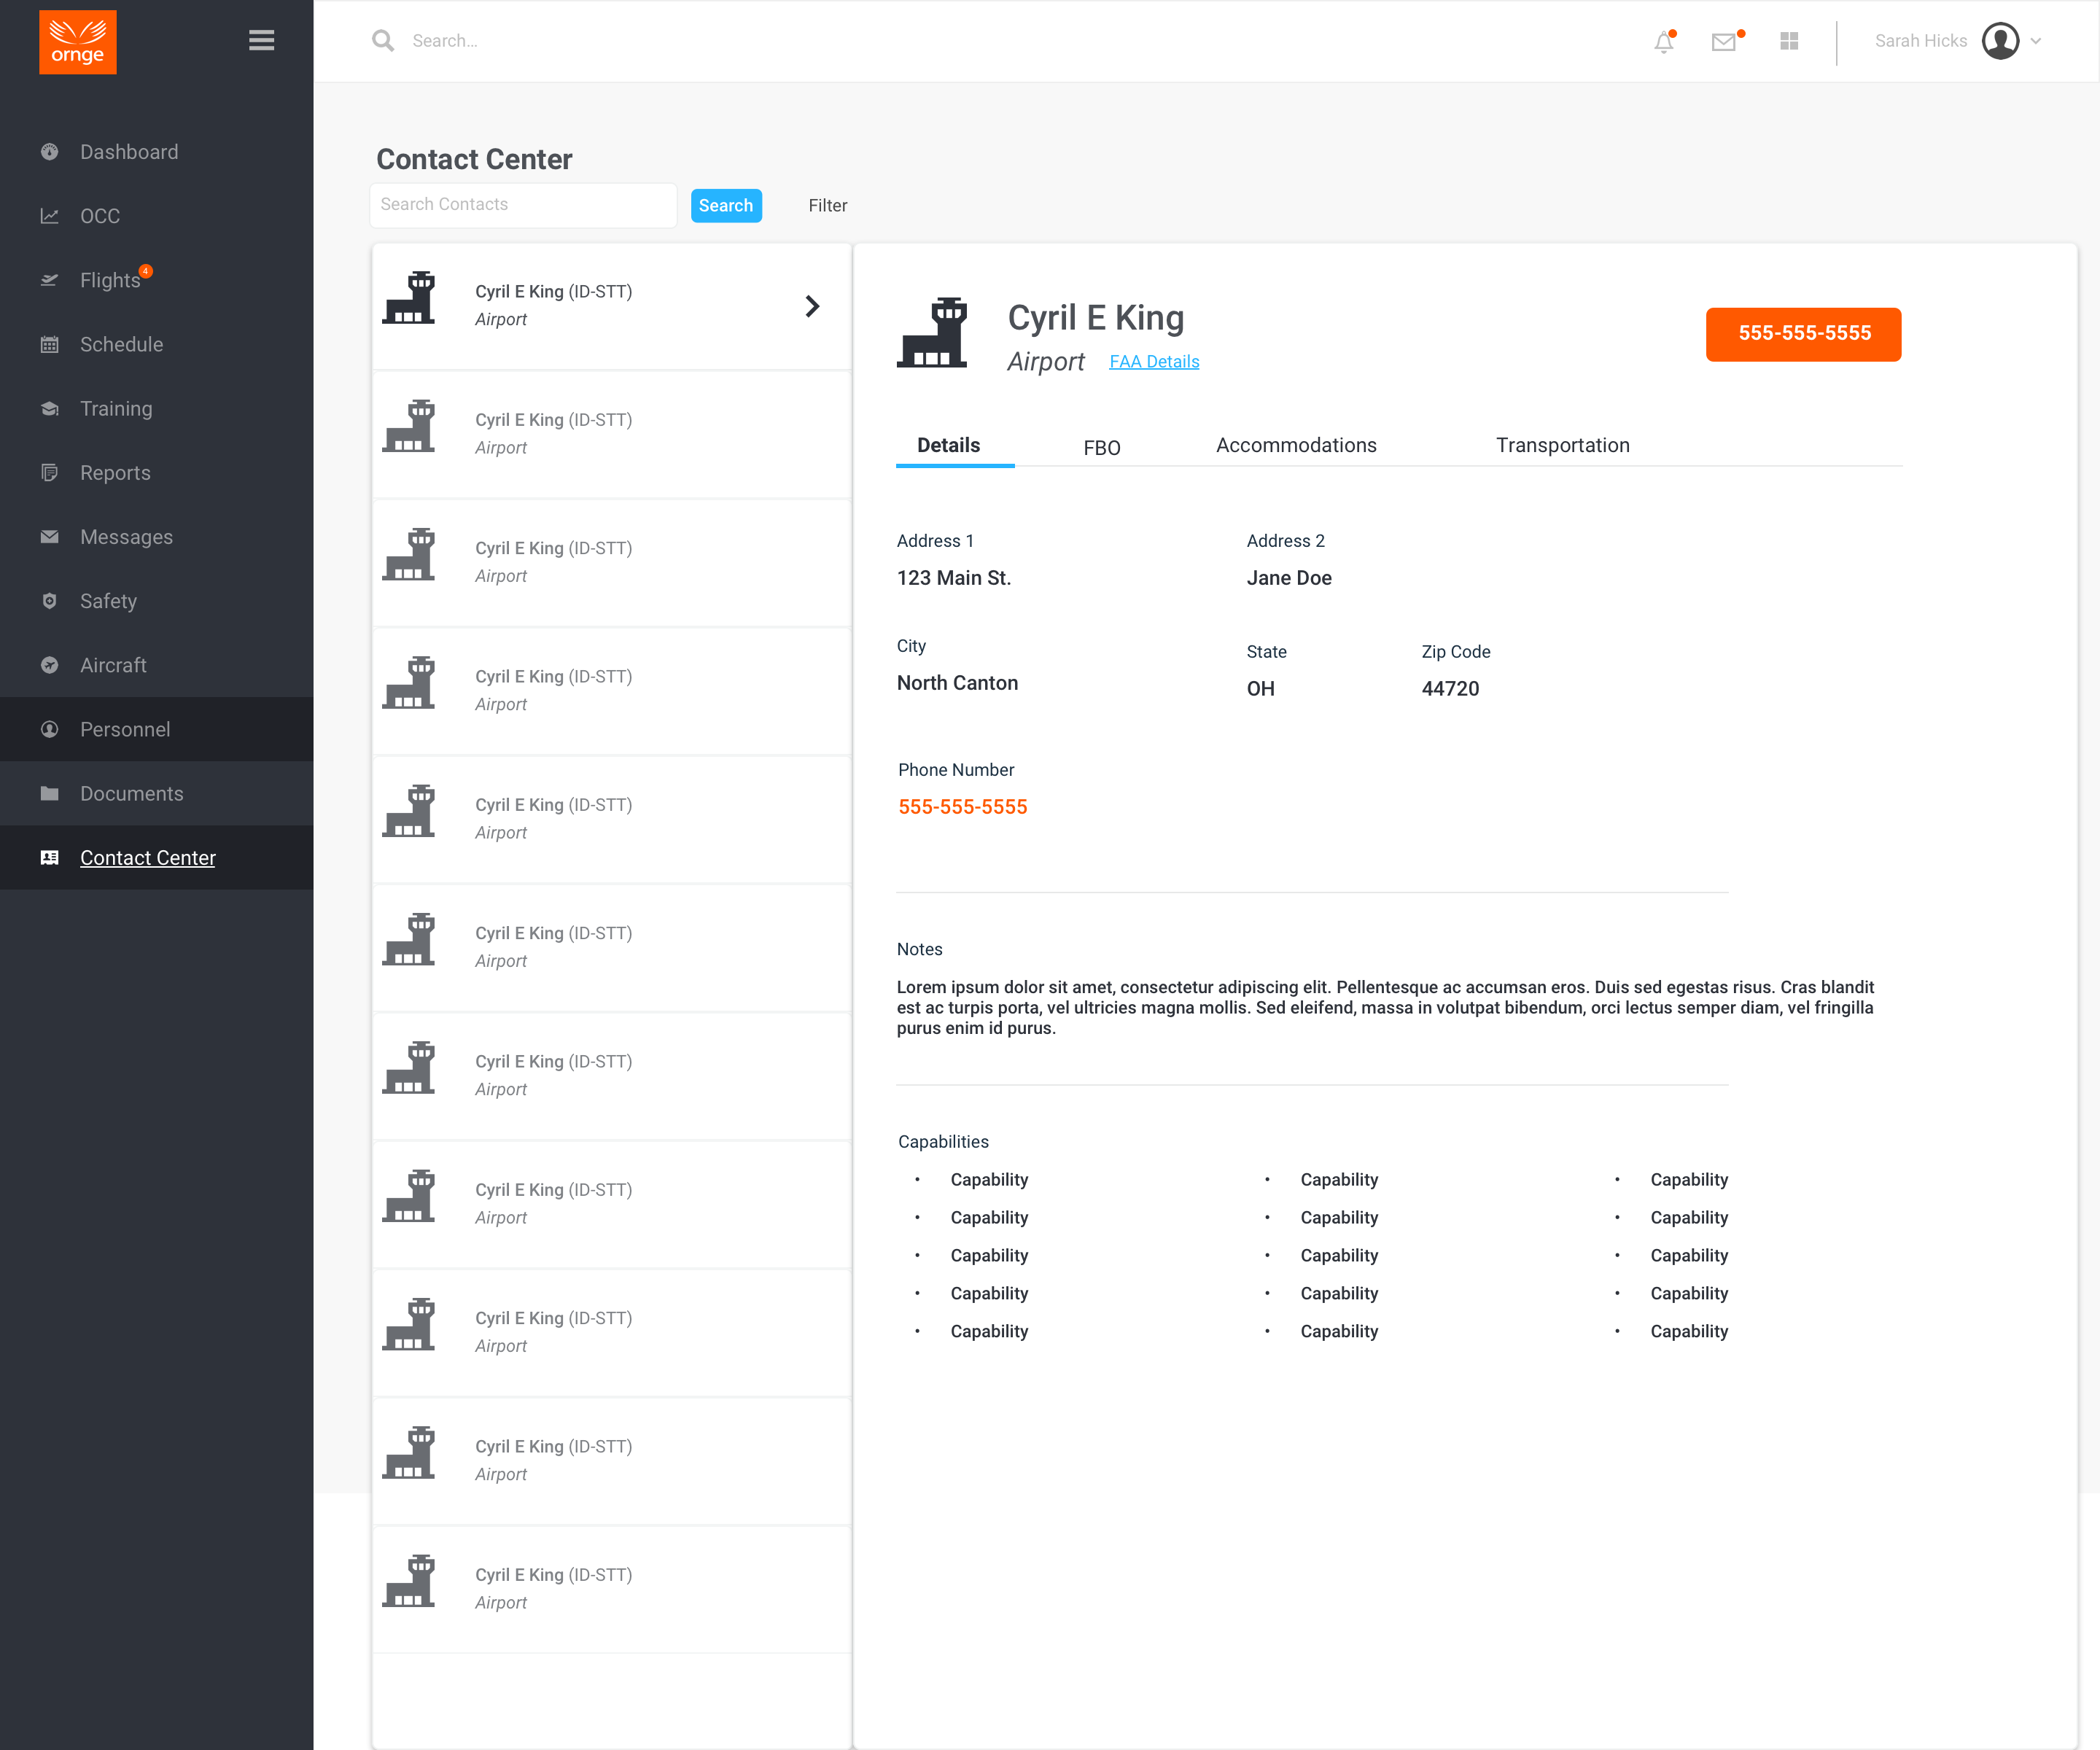 ornge
Search...
Sarah Hicks
Dashboard
OCC
Flights 4
Schedule
Training
Reports
Messages
Safety
Aircraft
Personnel
Documents
Contact Center
Contact Center
Search Contacts
Search
Filter
Cyril E King (ID-STT)
Airport
Cyril E King (ID-STT)
Airport
Cyril E King (ID-STT)
Airport
Cyril E King (ID-STT)
Airport
Cyril E King (ID-STT)
Airport
Cyril E King (ID-STT)
Airport
Cyril E King (ID-STT)
Airport
Cyril E King (ID-STT)
Airport
Cyril E King (ID-STT)
Airport
Cyril E King (ID-STT)
Airport
Cyril E King (ID-STT)
Airport
Cyril E King
Airport FAA Details
555-555-5555
Details FBO Accommodations Transportation
Address 1 Address 2
123 Main St. Jane Doe
City State Zip Code
North Canton OH 44720
Phone Number
555-555-5555
Notes
Lorem ipsum dolor sit amet, consectetur adipiscing elit. Pellentesque ac accumsan eros. Duis sed egestas risus. Cras blandit
est ac turpis porta, vel ultricies magna mollis. Sed eleifend, massa in volutpat bibendum, orci lectus semper diam, vel fringilla
purus enim id purus.
Capabilities
• Capability • Capability • Capability
• Capability • Capability • Capability
• Capability • Capability • Capability
• Capability • Capability • Capability
• Capability • Capability • Capability